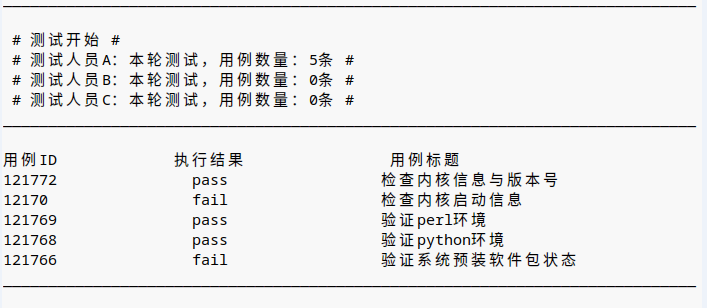 # 测试开始 #
# 测试人员A：本轮测试，用例数量：5条 #
# 测试人员B：本轮测试，用例数量：0条 #
# 测试人员C：本轮测试，用例数量：0条 #
用例ID 执行结果 用例标题
121772 pass 检查内核信息与版本号
12170 fail 检查内核启动信息
121769 pass 验证perl环境
121768 pass 验证python环境
121766 fail 验证系统预装软件包状态